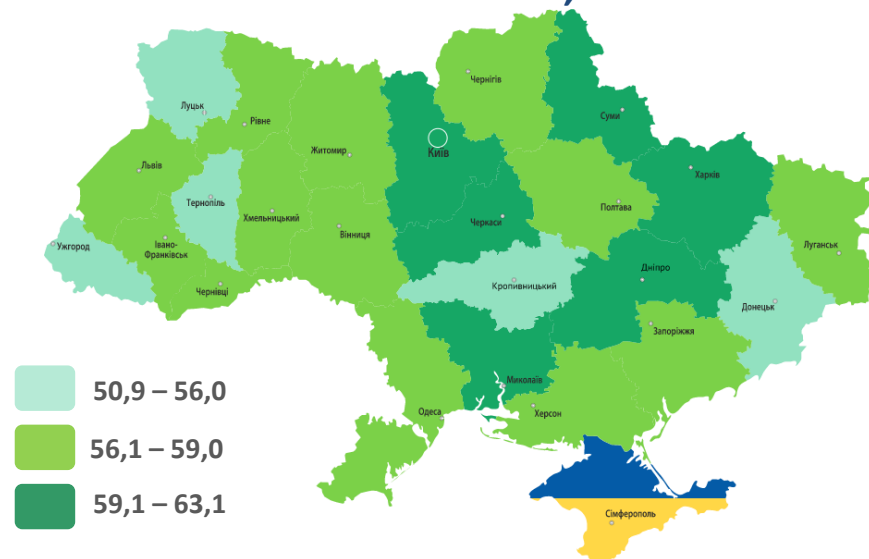 Чернігів
Луцьк
Суми
Рівне
Київ
Житомир
Львів
Харків
Тернопіль
Полтава
Хмельницький
Черкаси
Вінниця
Ужгород
Івано-
Франківськ
Луганськ
Дніпро
Чернівці
Кропивницький
Донецьк
Запоріжжя
50,9 – 56,0
Миколаїв
Одеса
Херсон
56,1 – 59,0
59,1 – 63,1
Сімферополь